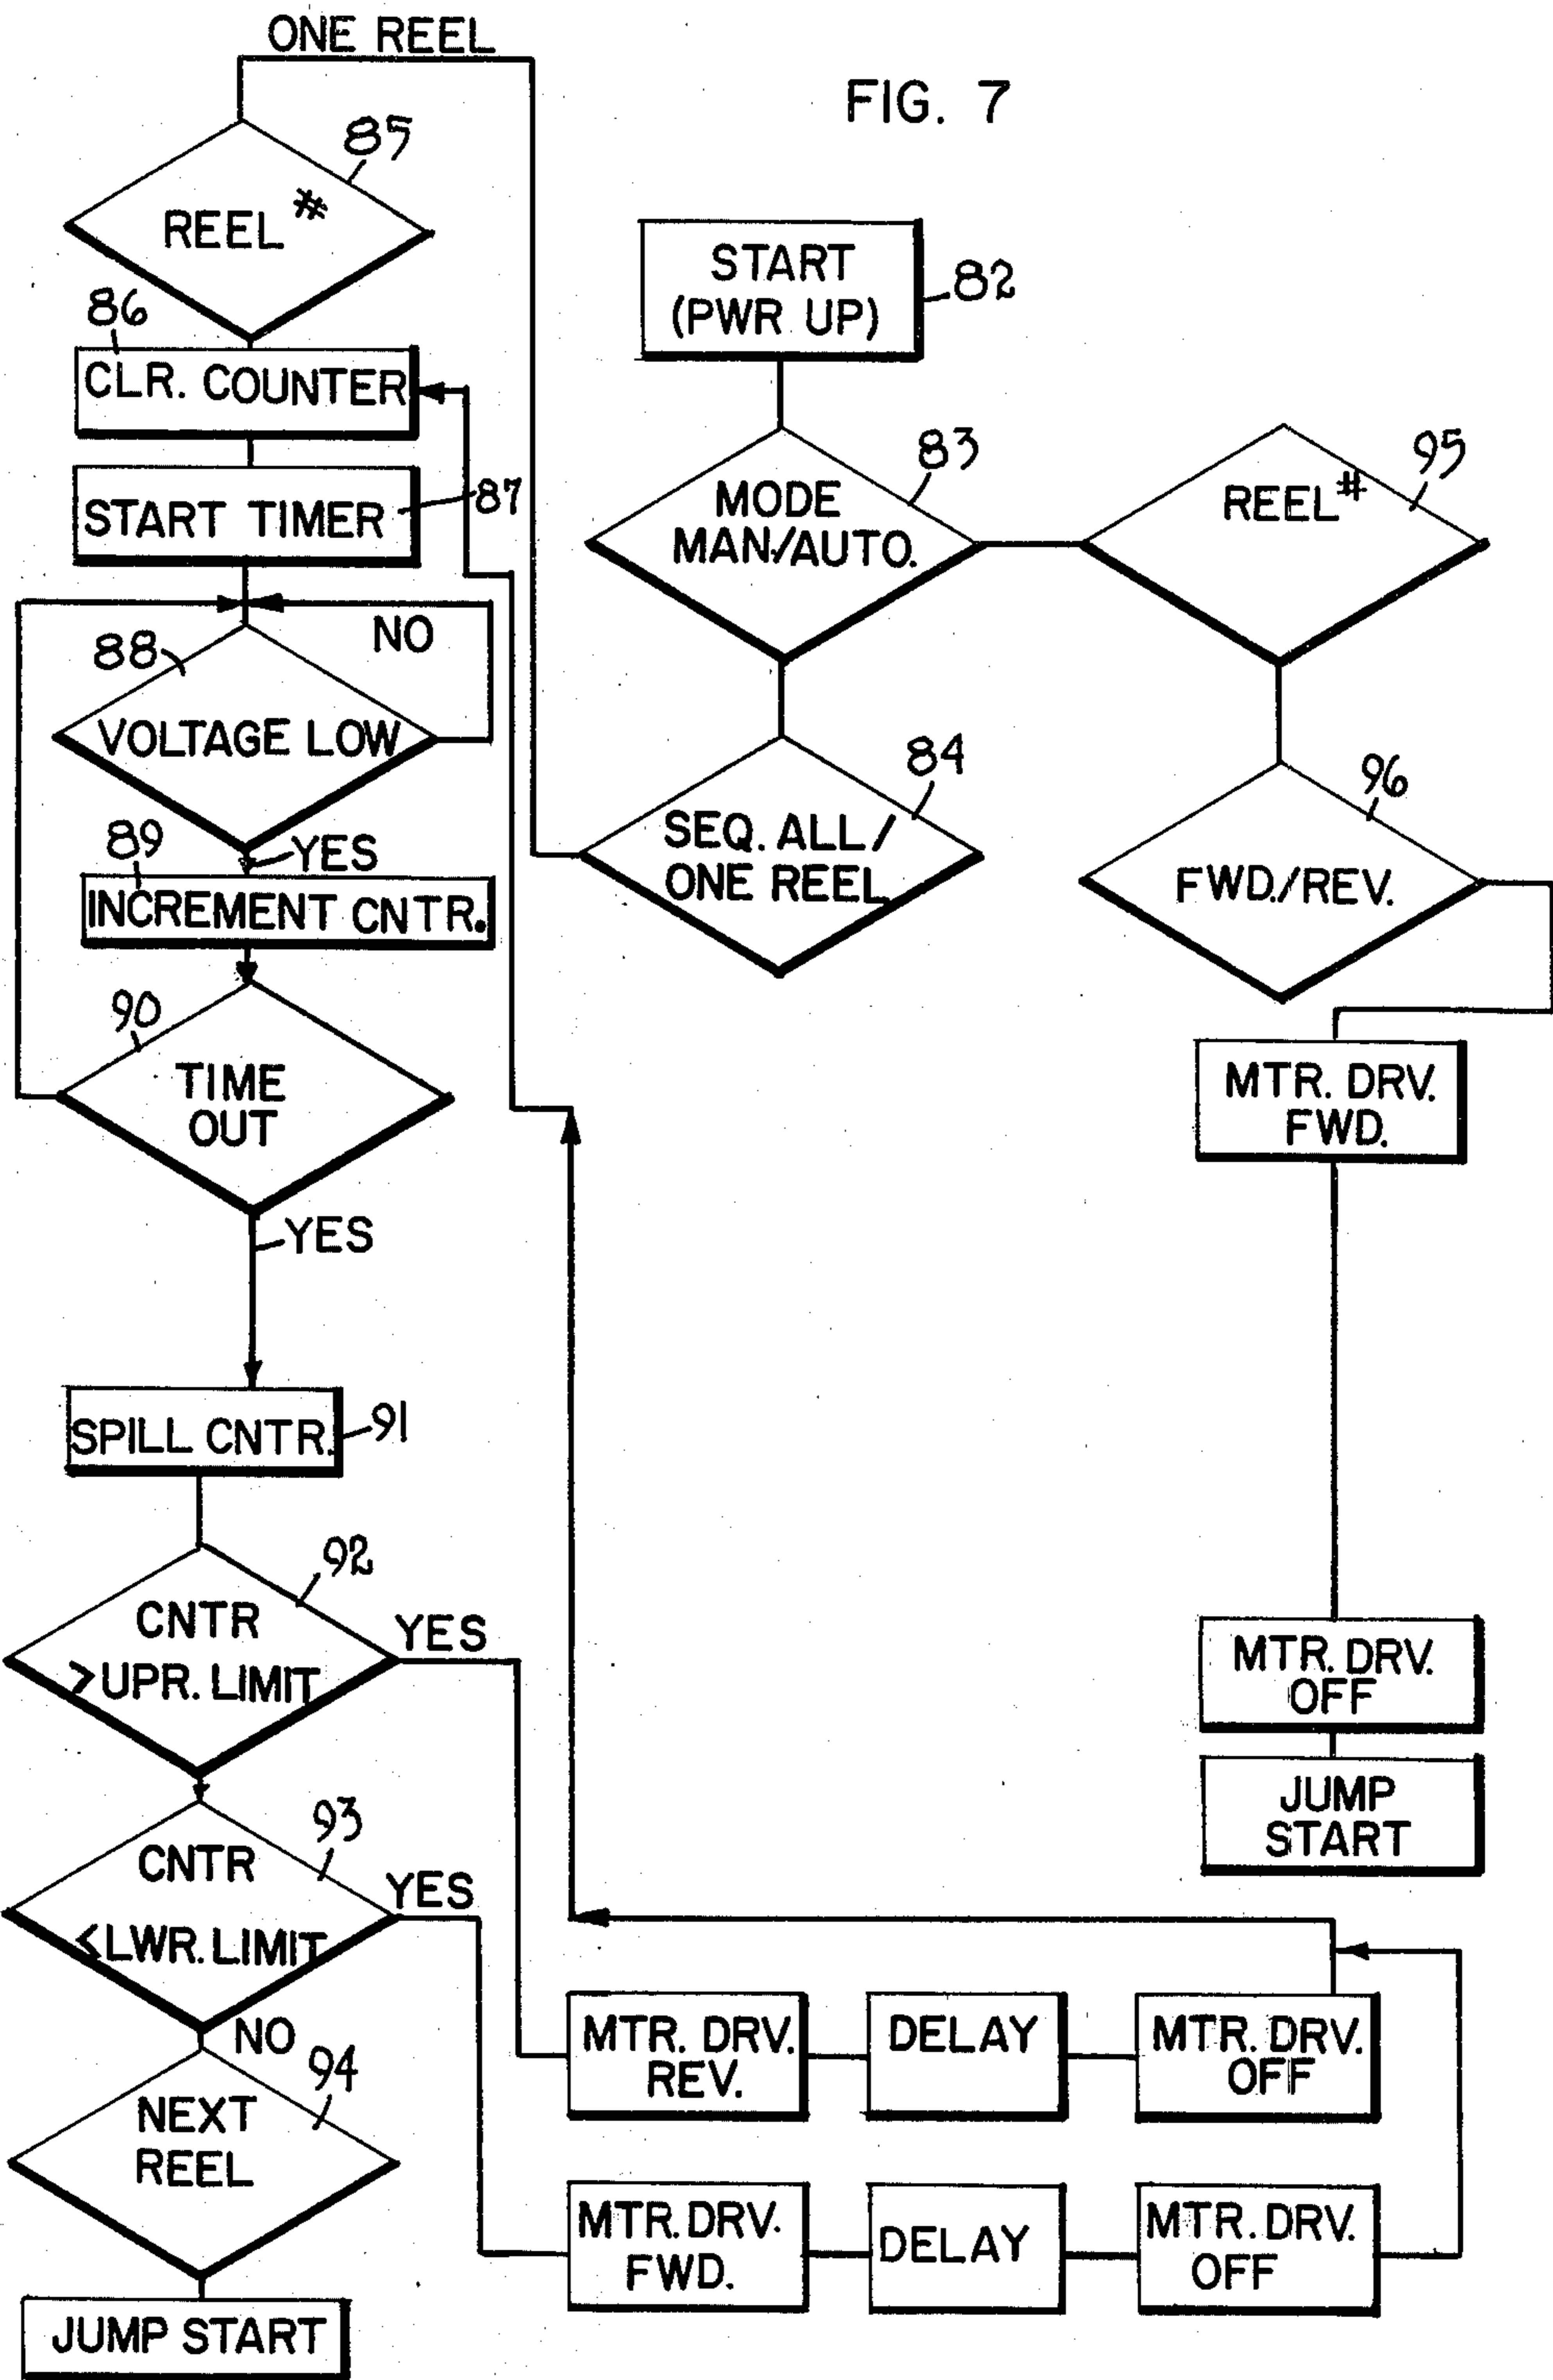 ONE REEL
FIG. 7
85
REEL #
86
CLR. COUNTER
START TIMER
87
NO
88
VOLTAGE LOW
89
YES
INCREMENT CNTR.
90
TIME
OUT
YES
SPILL CNTR.
91
92
CNTR
>UPR. LIMIT
YES
93
CNTR
<LWR. LIMIT
YES
NO
94
NEXT
REEL
JUMP START
START
(PWR UP)
82
83
MODE
MAN./AUTO.
84
SEQ. ALL/
ONE REEL
95
REEL #
96
FWD./REV.
MTR. DRV.
FWD.
MTR. DRV.
OFF
JUMP
START
MTR. DRV.
REV.
DELAY
MTR. DRV.
OFF
MTR. DRV.
FWD.
DELAY
MTR. DRV.
OFF